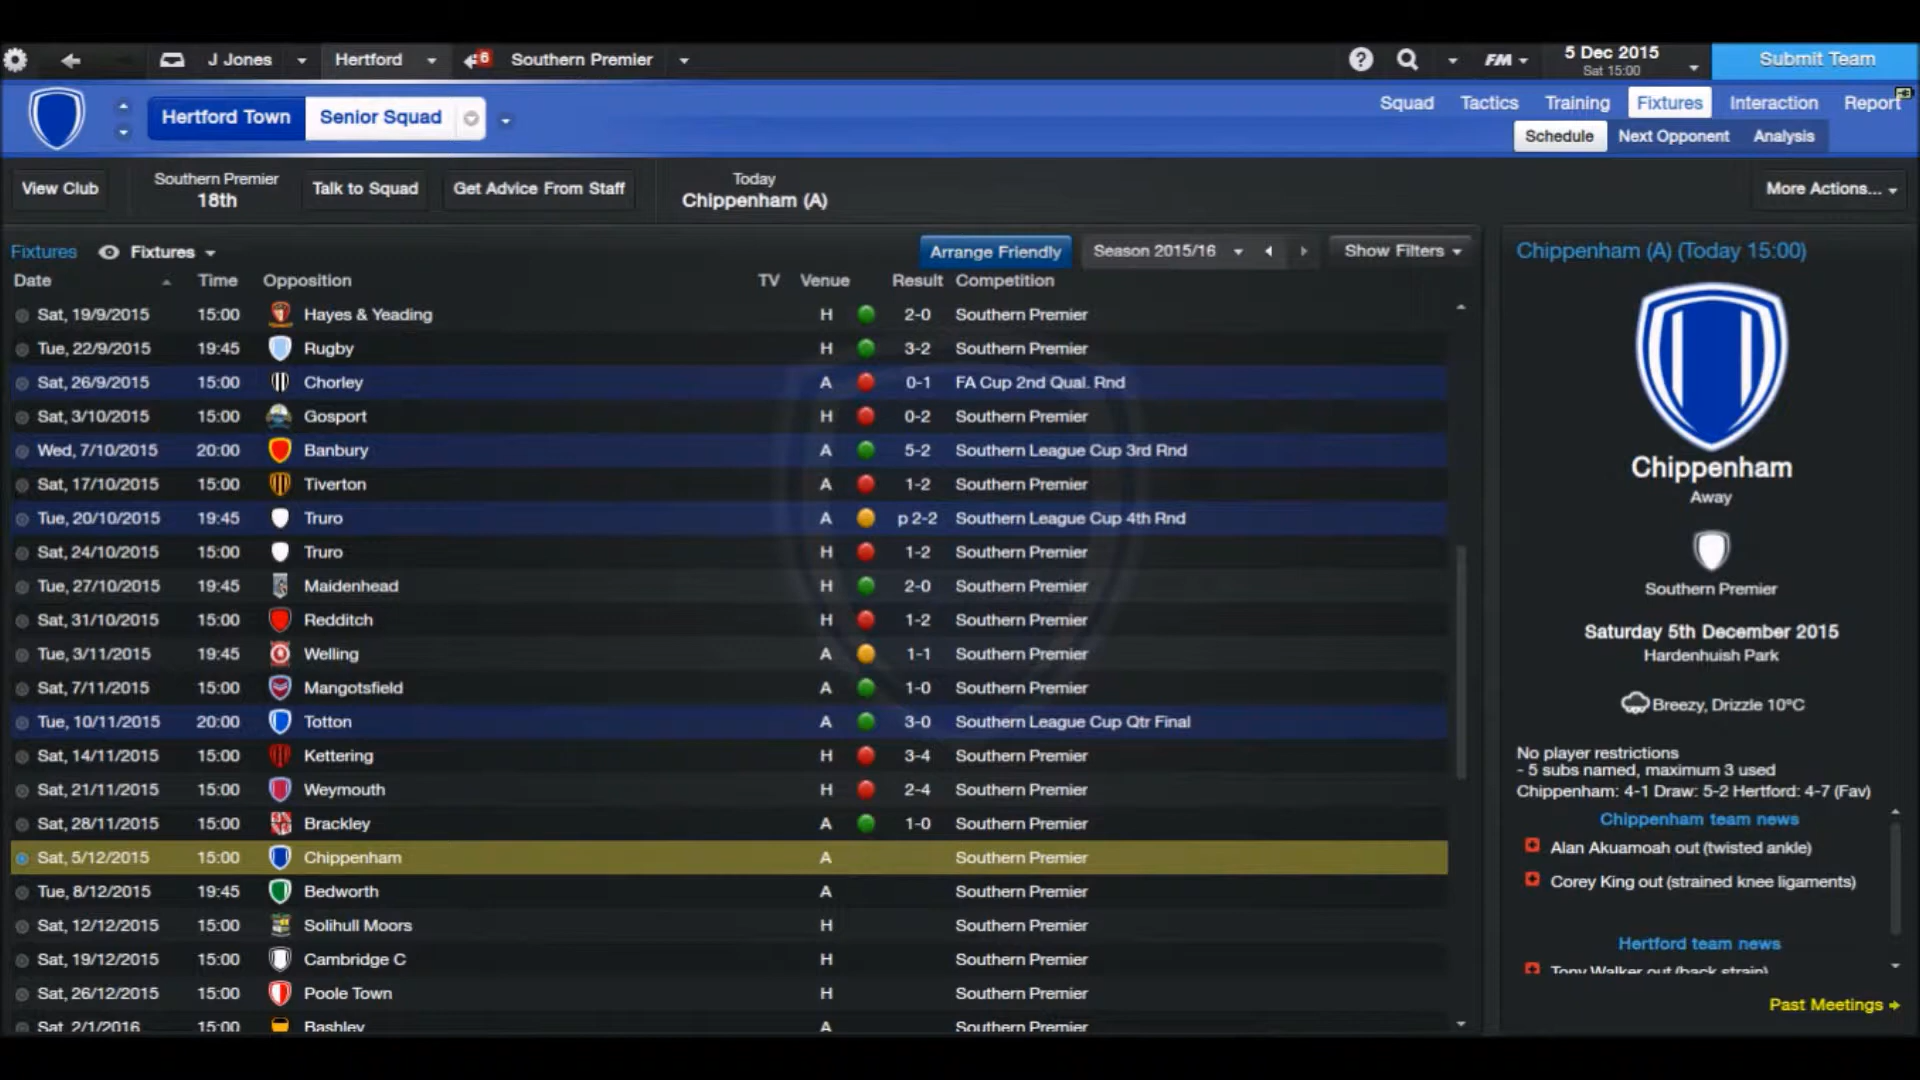 J Jones Hertford 6 Southern Premier ? FM 5 Dec 2015 Submit Team
Sat 15:00
Hertford Town Senior Squad Squad Tactics Training Fixtures Interaction Report
Schedule Next Opponent Analysis
View Club Southern Premier Talk to Squad Get Advice From Staff Today More Actions...
18th Chippenham (A)
Fixtures Fixtures Arrange Friendly Season 2015/16 Show Filters
Date Time Opposition TV Venue Result Competition
Sat, 19/9/2015 15:00 Hayes & Yeading H 2-0 Southern Premier
Tue, 22/9/2015 19:45 Rugby H 3-2 Southern Premier
Sat, 26/9/2015 15:00 Chorley A 0-1 FA Cup 2nd Qual. Rnd
Sat, 3/10/2015 15:00 Gosport H 0-2 Southern Premier
Wed, 7/10/2015 20:00 Banbury A 5-2 Southern League Cup 3rd Rnd
Sat, 17/10/2015 15:00 Tiverton A 1-2 Southern Premier
Tue, 20/10/2015 19:45 Truro A p 2-2 Southern League Cup 4th Rnd
Sat, 24/10/2015 15:00 Truro H 1-2 Southern Premier
Tue, 27/10/2015 19:45 Maidenhead H 2-0 Southern Premier
Sat, 31/10/2015 15:00 Redditch H 1-2 Southern Premier
Tue, 3/11/2015 19:45 Welling A 1-1 Southern Premier
Sat, 7/11/2015 15:00 Mangotsfield A 1-0 Southern Premier
Tue, 10/11/2015 20:00 Totton A 3-0 Southern League Cup Qtr Final
Sat, 14/11/2015 15:00 Kettering H 3-4 Southern Premier
Sat, 21/11/2015 15:00 Weymouth H 2-4 Southern Premier
Sat, 28/11/2015 15:00 Brackley A 1-0 Southern Premier
Sat, 5/12/2015 15:00 Chippenham A Southern Premier
Tue, 8/12/2015 19:45 Bedworth A Southern Premier
Sat, 12/12/2015 15:00 Solihull Moors H Southern Premier
Sat, 19/12/2015 15:00 Cambridge C H Southern Premier
Sat, 26/12/2015 15:00 Poole Town H Southern Premier
Sat, 2/1/2016 15:00 Bashley A Southern Premier
Chippenham (A) (Today 15:00)
Chippenham
Away
Southern Premier
Saturday 5th December 2015
Hardenhuish Park
Breezy, Drizzle 10°C
No player restrictions
- 5 subs named, maximum 3 used
Chippenham: 4-1 Draw: 5-2 Hertford: 4-7 (Fav)
Chippenham team news
Alan Akuamoah out (twisted ankle)
Corey King out (strained knee ligaments)
Hertford team news
Tony Walker out (back strain)
Past Meetings